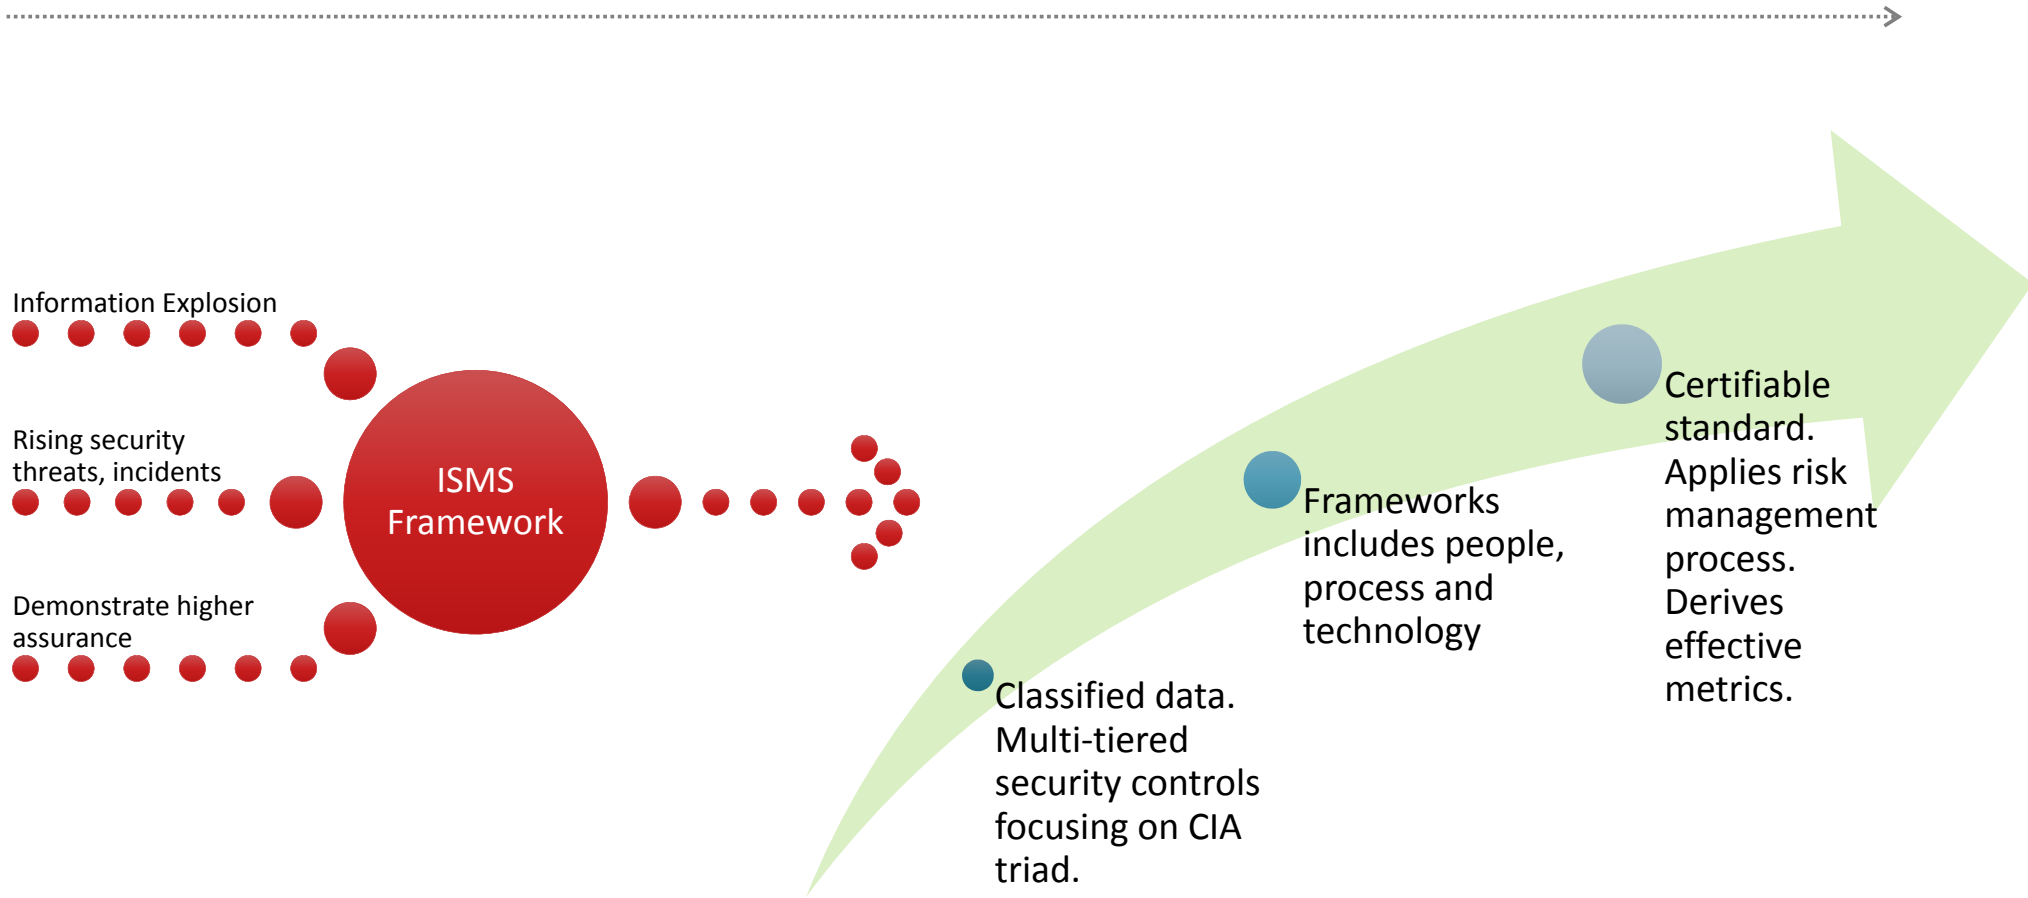 Information Explosion
Rising security
threats, incidents
Demonstrate higher
assurance
ISMS
Framework
Classified data.
Multi-tiered
security controls
focusing on CIA
triad.
Frameworks
includes people,
process and
technology
Certifiable
standard.
Applies risk
management
process.
Derives
effective
metrics.